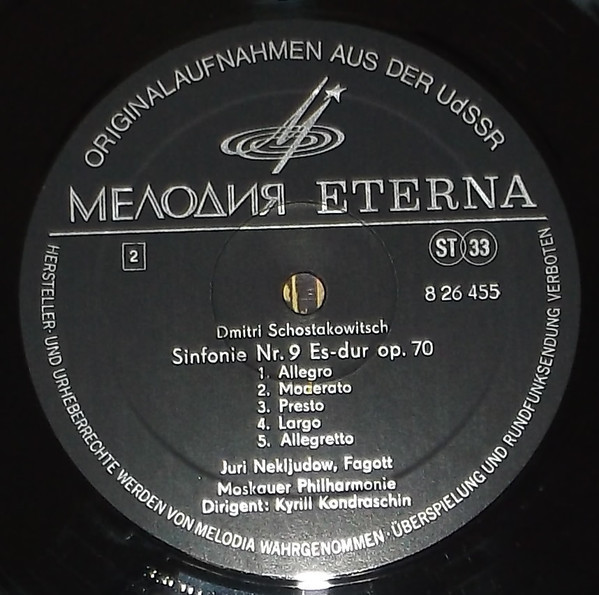 ORIGINALAUFNAHMEN AUS DER UdSSR
МЕЛОДИЯ ETERNA
2
ST 33
8 26 455
Dmitri Schostakowitsch
Sinfonie Nr. 9 Es-dur op. 70
1. Allegro
2. Moderato
3. Presto
4. Largo
5. Allegretto
Juri Nekljudow, Fagott
Moskauer Philharmonie
Dirigent: Kyrill Kondraschin
HERSTELLER- UND URHEBERRECHTE WERDEN VON MELODIA WAHRGENOMMEN · ÜBERSPIELUNG UND RUNDFUNKSENDUNG VERBOTEN